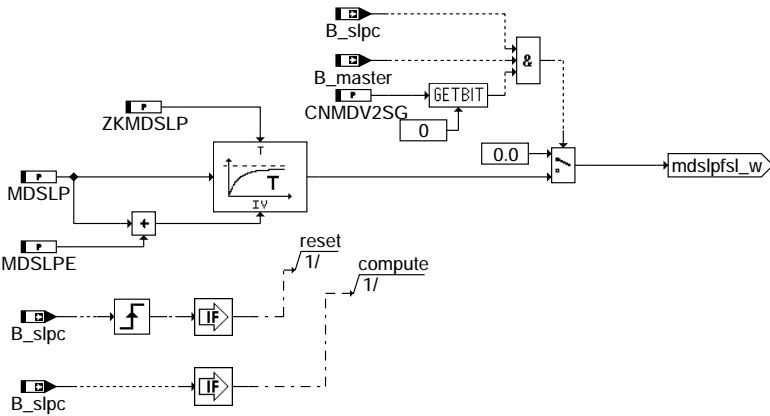 B_slpc
&
B_master
P
CNMDV2SG
GETBIT
0
P
ZKMDSLP
T
T
IV
0.0
mdslpfsl_w
P
MDSLP
+
P
MDSLPE
reset
1/
compute
1/
B_slpc
IF
B_slpc
IF